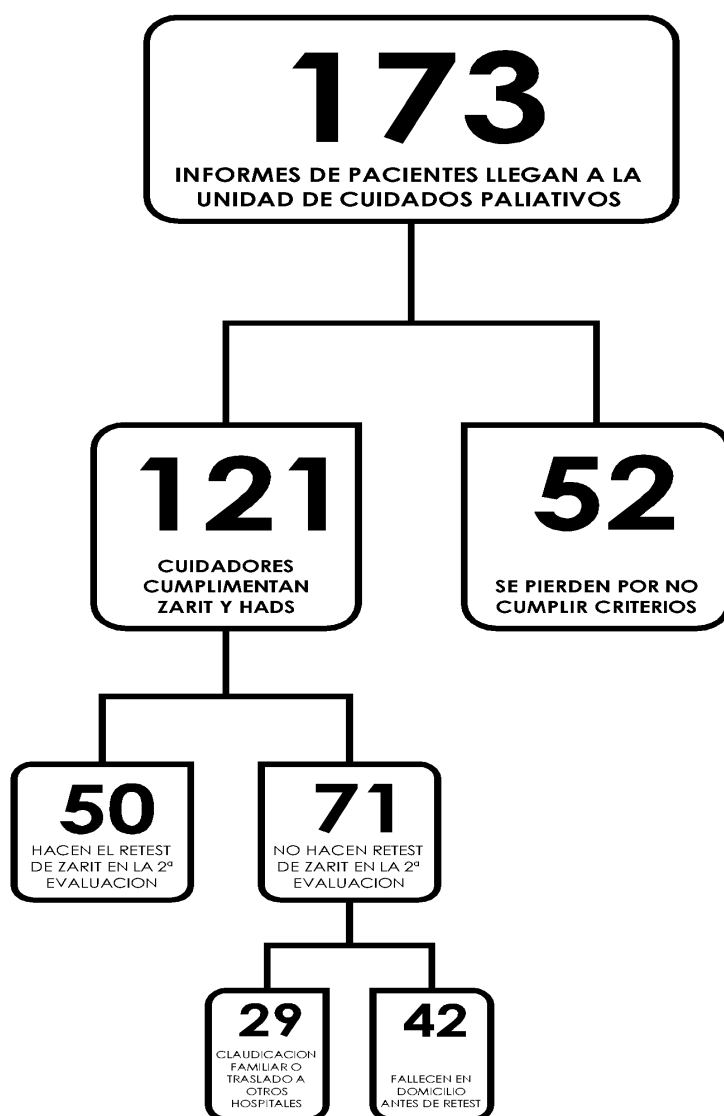 173
INFORMES DE PACIENTES LLEGAN A LA
UNIDAD DE CUIDADOS PALIATIVOS
121
CUIDADORES
CUMPLIMENTAN
ZARIT Y HADS
52
SE PIERDEN POR NO
CUMPLIR CRITERIOS
50
HACEN EL RETEST
DE ZARIT EN LA 2ª
EVALUACION
71
NO HACEN RETEST
DE ZARIT EN LA 2ª
EVALUACION
29
CLAUDICACION
FAMILIAR O
TRASLADO A
OTROS
HOSPITALES
42
FALLECEN EN
DOMICILIO
ANTES DE RETEST